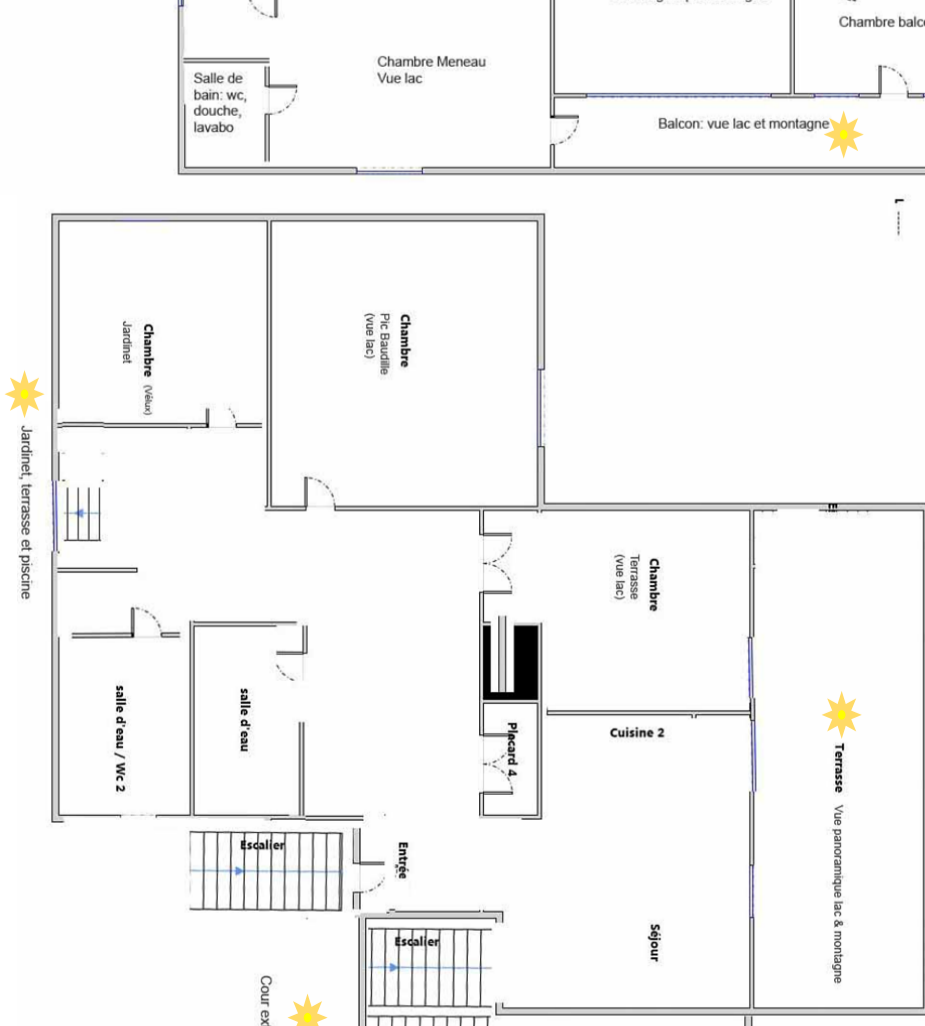 Chambre balc
Chambre Meneau
Vue lac
Salle de
bain: wc,
douche,
lavabo
Balcon: vue lac et montagne
L
Chambre (Vélux)
Jardinet
Chambre
Pic Baudille
(vue lac)
Jardinet, terrasse et piscine
Chambre
Terrasse
(vue lac)
salle d'eau / Wc 2
salle d'eau
Placard 4
Cuisine 2
Terrasse Vue panoramique lac & montagne
Escalier
Entrée
Séjour
Escalier
Cour ex